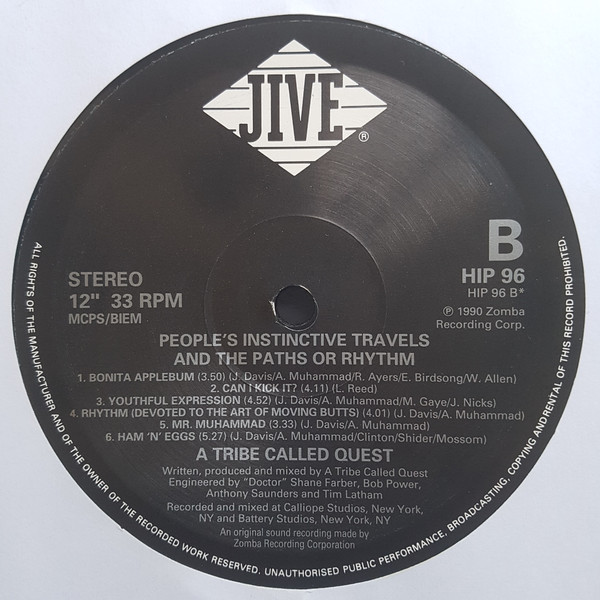 JIVE
®
STEREO
12" 33 RPM
MCPS/BIEM
B
HIP 96
HIP 96 B*
℗ 1990 Zomba
Recording Corp.
PEOPLE'S INSTINCTIVE TRAVELS
AND THE PATHS OR RHYTHM
1. BONITA APPLEBUM (3.50) (J. Davis/A. Muhammad/R. Ayers/E. Birdsong/W. Allen)
2. CAN I KICK IT? (4.11) (L. Reed)
3. YOUTHFUL EXPRESSION (4.52) (J. Davis/A. Muhammad/M. Gaye/J. Nicks)
4. RHYTHM (DEVOTED TO THE ART OF MOVING BUTTS) (4.01) (J. Davis/A. Muhammad)
5. MR. MUHAMMAD (3.33) (J. Davis/A. Muhammad)
6. HAM 'N' EGGS (5.27) (J. Davis/A. Muhammad/Clinton/Shider/Mossom)
A TRIBE CALLED QUEST
Written, produced and mixed by A Tribe Called Quest
Engineered by "Doctor" Shane Farber, Bob Power,
Anthony Saunders and Tim Latham
Recorded and mixed at Calliope Studios, New York,
NY and Battery Studios, New York, NY
An original sound recording made by
Zomba Recording Corporation
ALL RIGHTS OF THE MANUFACTURER AND OF THE OWNER OF THE RECORDED WORK RESERVED. UNAUTHORISED PUBLIC PERFORMANCE, BROADCASTING, COPYING AND RENTAL OF THIS RECORD PROHIBITED.